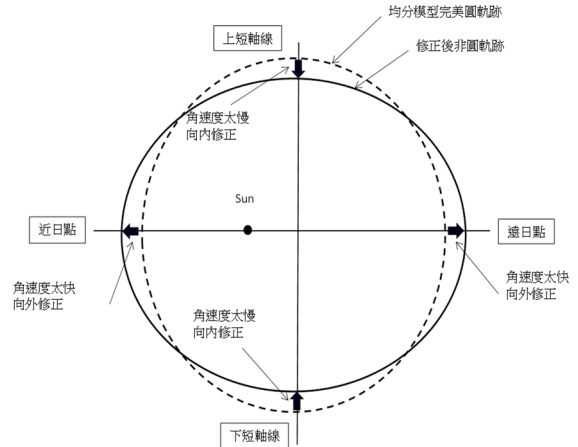 均分模型完美圓軌跡
上短軸線
修正後非圓軌跡
角速度太慢
向內修正
Sun
近日點
遠日點
角速度太快
向外修正
角速度太快
向外修正
角速度太慢
向內修正
下短軸線